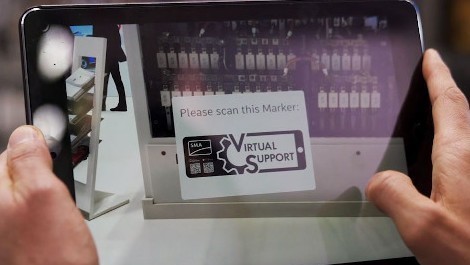 Please scan this Marker:
SMA
VIRTUAL
SUPPORT